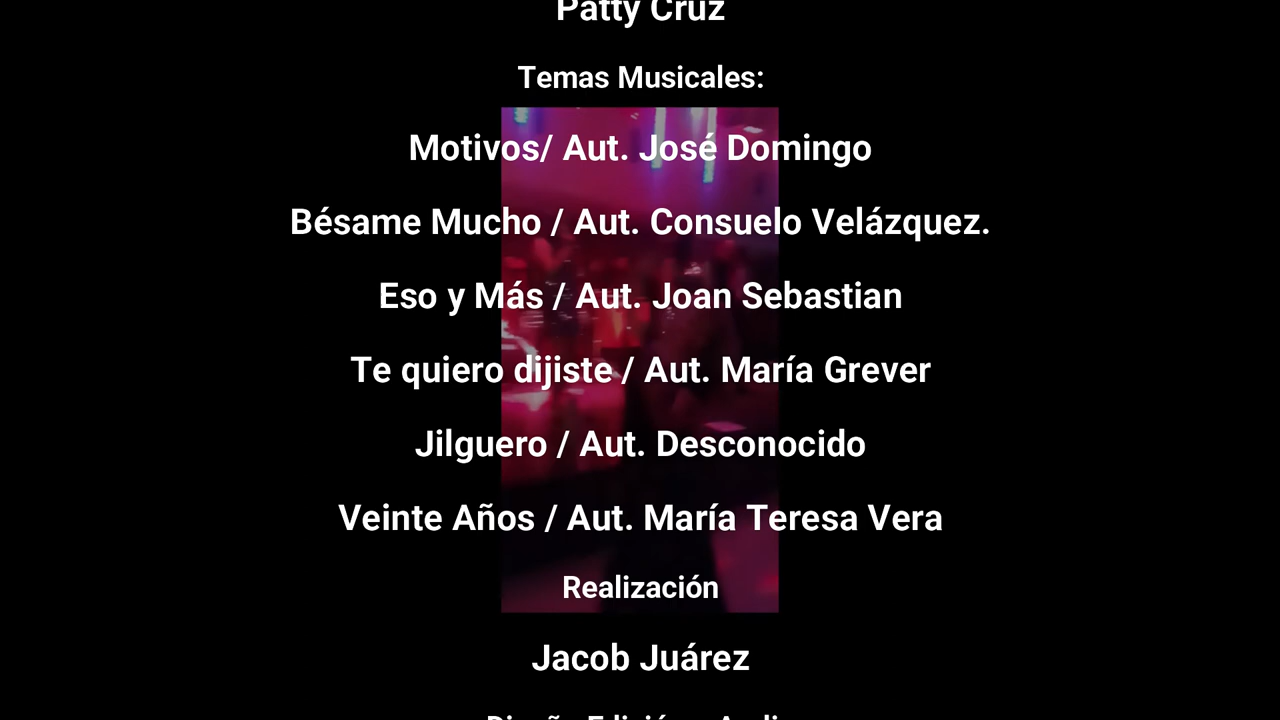 Patty Cruz
Temas Musicales:
Motivos/ Aut. José Domingo
Bésame Mucho / Aut. Consuelo Velázquez.
Eso y Más / Aut. Joan Sebastian
Te quiero dijiste / Aut. María Grever
Jilguero / Aut. Desconocido
Veinte Años / Aut. María Teresa Vera
Realización
Jacob Juárez